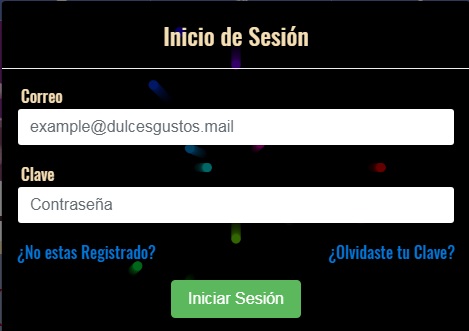 Inicio de Sesión
Correo
example@dulcesgustos.mail
Clave
Contraseña
¿No estas Registrado? ¿Olvidaste tu Clave?
Iniciar Sesión